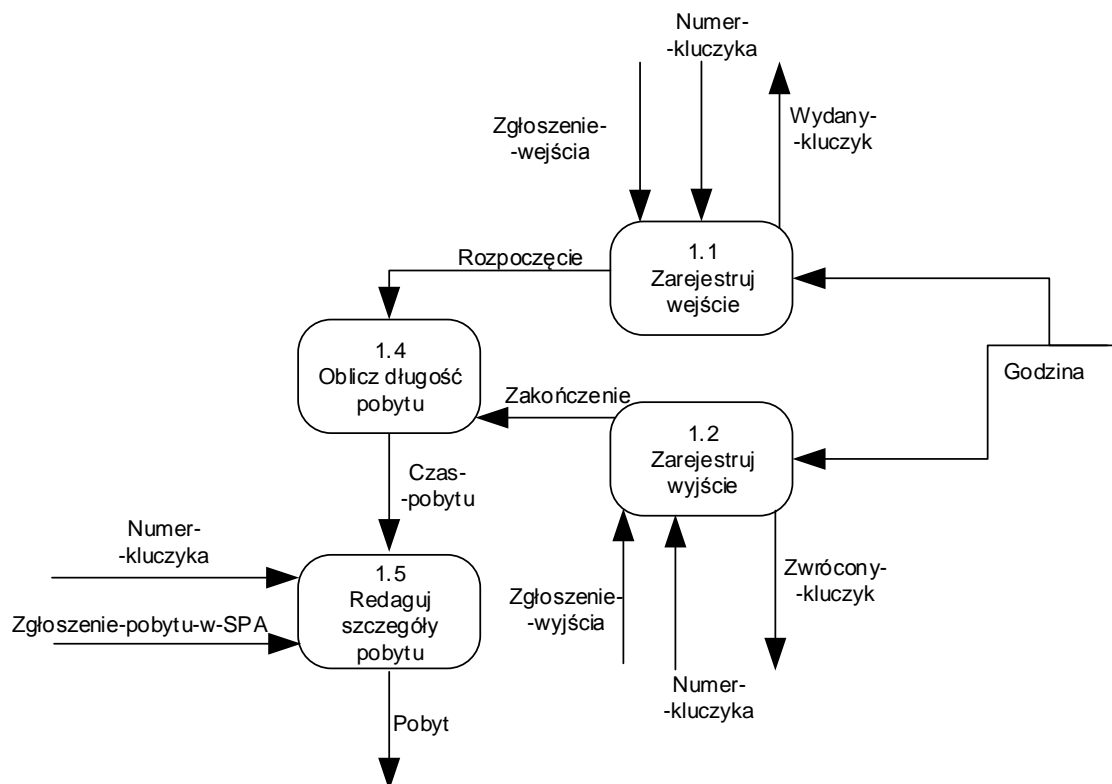 Numer-
-kluczyka
Zgłoszenie-
-wejścia
Wydany-
-kluczyk
1.1
Zarejestruj
wejście
Rozpoczęcie
1.4
Oblicz długość
pobytu
Godzina
Zakończenie
1.2
Zarejestruj
wyjście
Czas-
-pobytu
Numer-
-kluczyka
Zgłoszenie-pobytu-w-SPA
1.5
Redaguj
szczegóły
pobytu
Zgłoszenie-
-wyjścia
Zwrócony-
-kluczyk
Numer-
-kluczyka
Pobyt